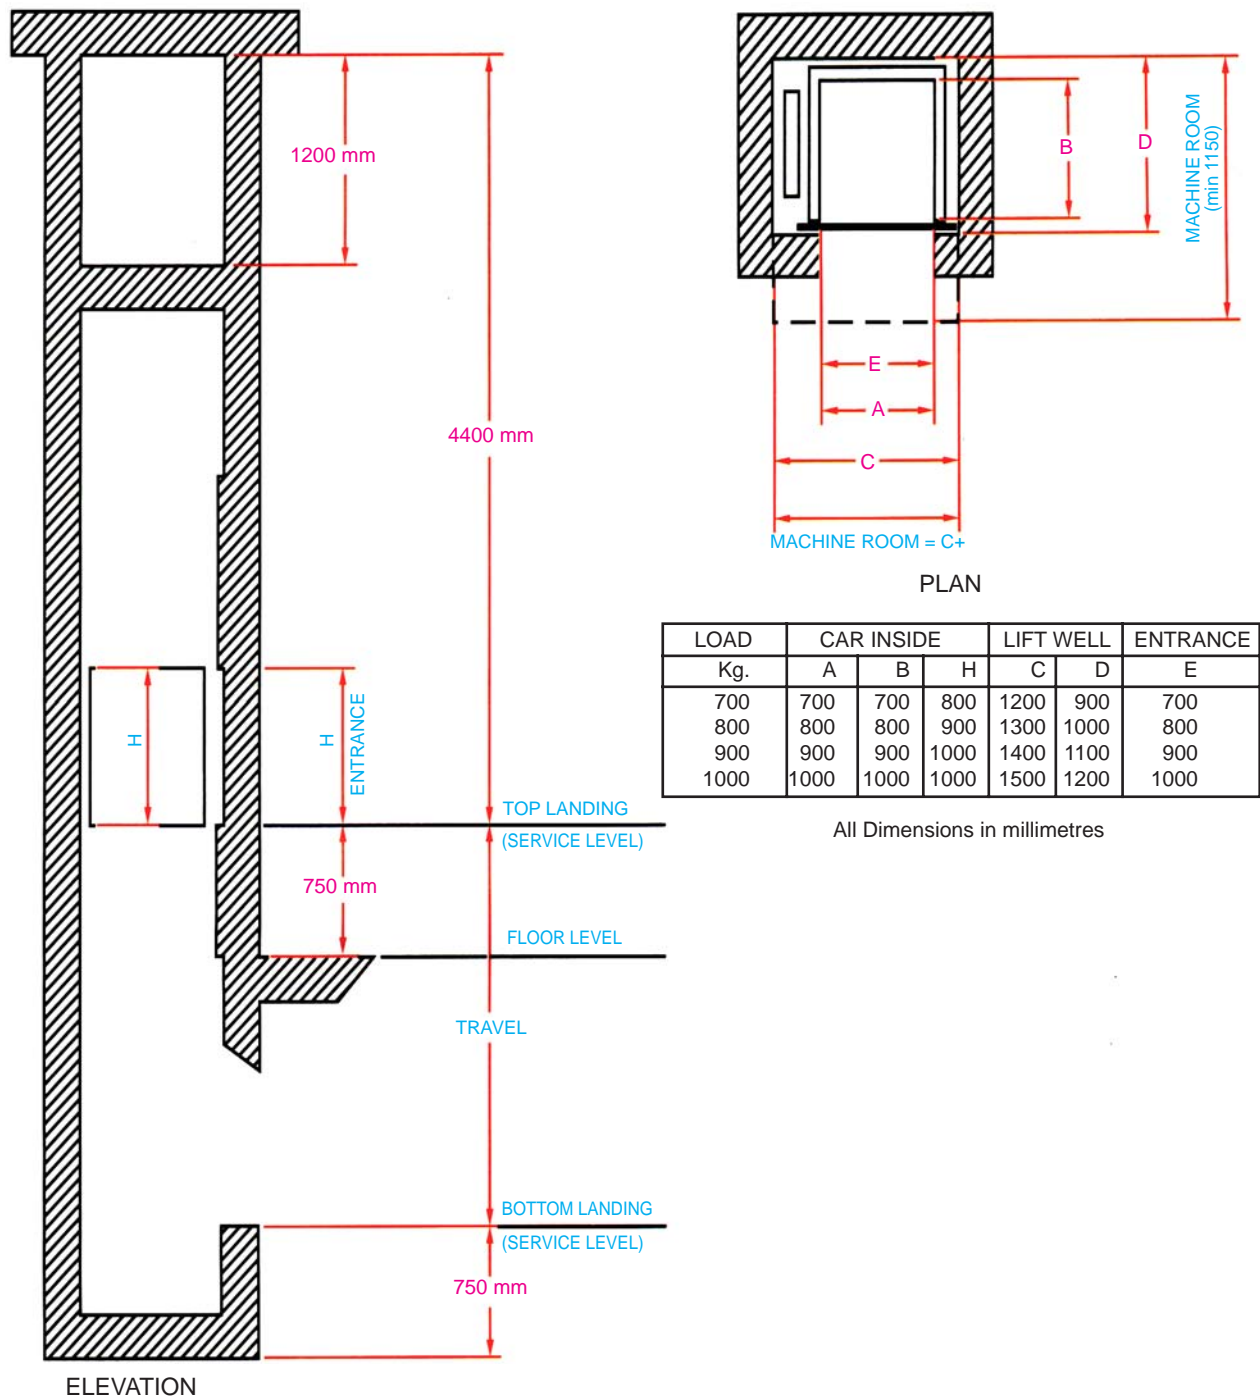 1200 mm
4400 mm
H
H
ENTRANCE
TOP LANDING
(SERVICE LEVEL)
750 mm
FLOOR LEVEL
TRAVEL
BOTTOM LANDING
(SERVICE LEVEL)
750 mm
ELEVATION
B
D
MACHINE ROOM
(min 1150)
E
A
C
MACHINE ROOM = C+
PLAN
LOAD CAR INSIDE LIFT WELL ENTRANCE
Kg. A B H C D E
700 700 700 800 1200 900 700
800 800 800 900 1300 1000 800
900 900 900 1000 1400 1100 900
1000 1000 1000 1000 1500 1200 1000
All Dimensions in millimetres